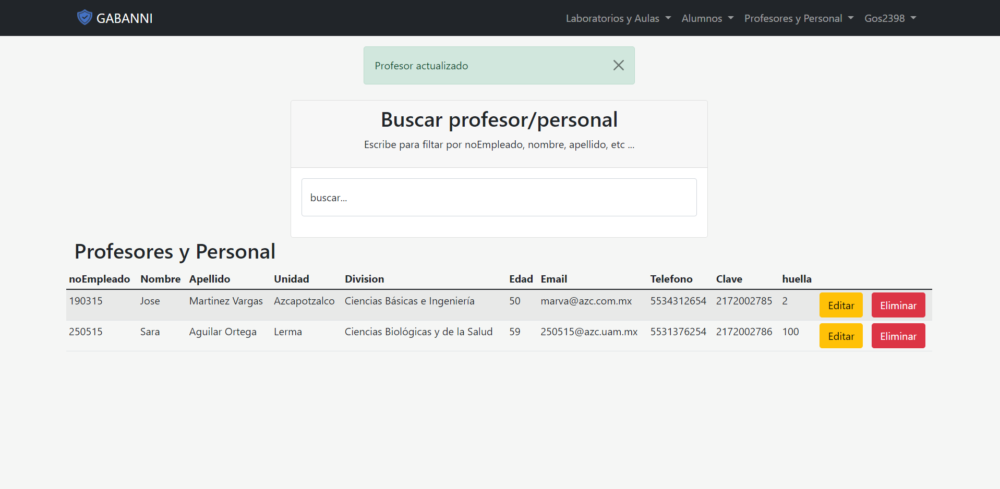 GABANNI Laboratorios y Aulas Alumnos Profesores y Personal Gos2398
Profesor actualizado
Buscar profesor/personal
Escribe para filtar por noEmpleado, nombre, apellido, etc ...
buscar...
Profesores y Personal
noEmpleado Nombre Apellido Unidad Division Edad Email Telefono Clave huella
190315 Jose Martinez Vargas Azcapotzalco Ciencias Básicas e Ingeniería 50 marva@azc.com.mx 5534312654 2172002785 2 Editar Eliminar
250515 Sara Aguilar Ortega Lerma Ciencias Biológicas y de la Salud 59 250515@azc.uam.mx 5531376254 2172002786 100 Editar Eliminar